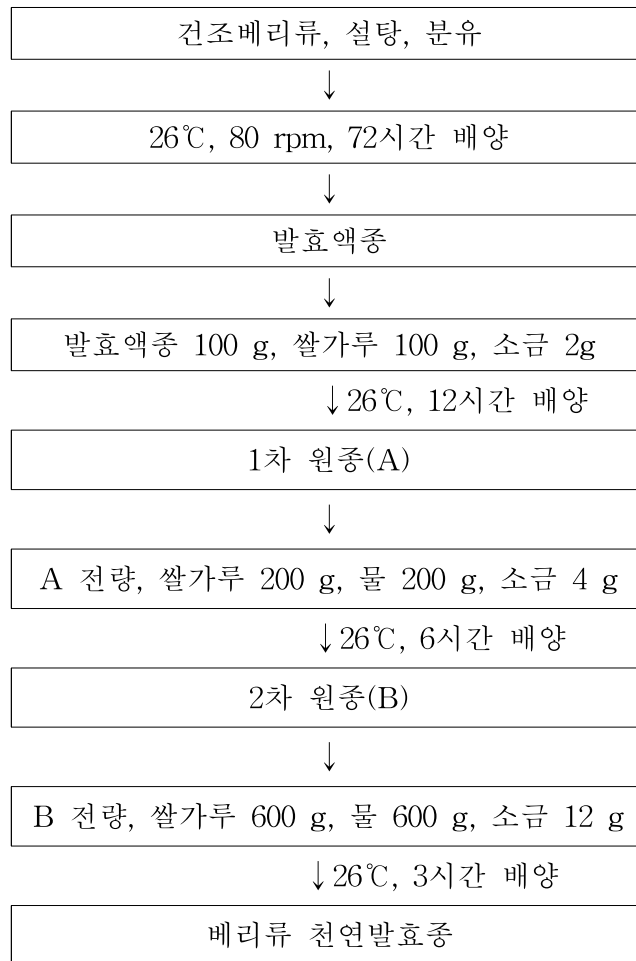 건조베리류, 설탕, 분유
↓
26℃, 80 rpm, 72시간 배양
↓
발효액종
↓
발효액종 100 g, 쌀가루 100 g, 소금 2g
↓26℃, 12시간 배양
1차 원종(A)
↓
A 전량, 쌀가루 200 g, 물 200 g, 소금 4 g
↓26℃, 6시간 배양
2차 원종(B)
↓
B 전량, 쌀가루 600 g, 물 600 g, 소금 12 g
↓26℃, 3시간 배양
베리류 천연발효종